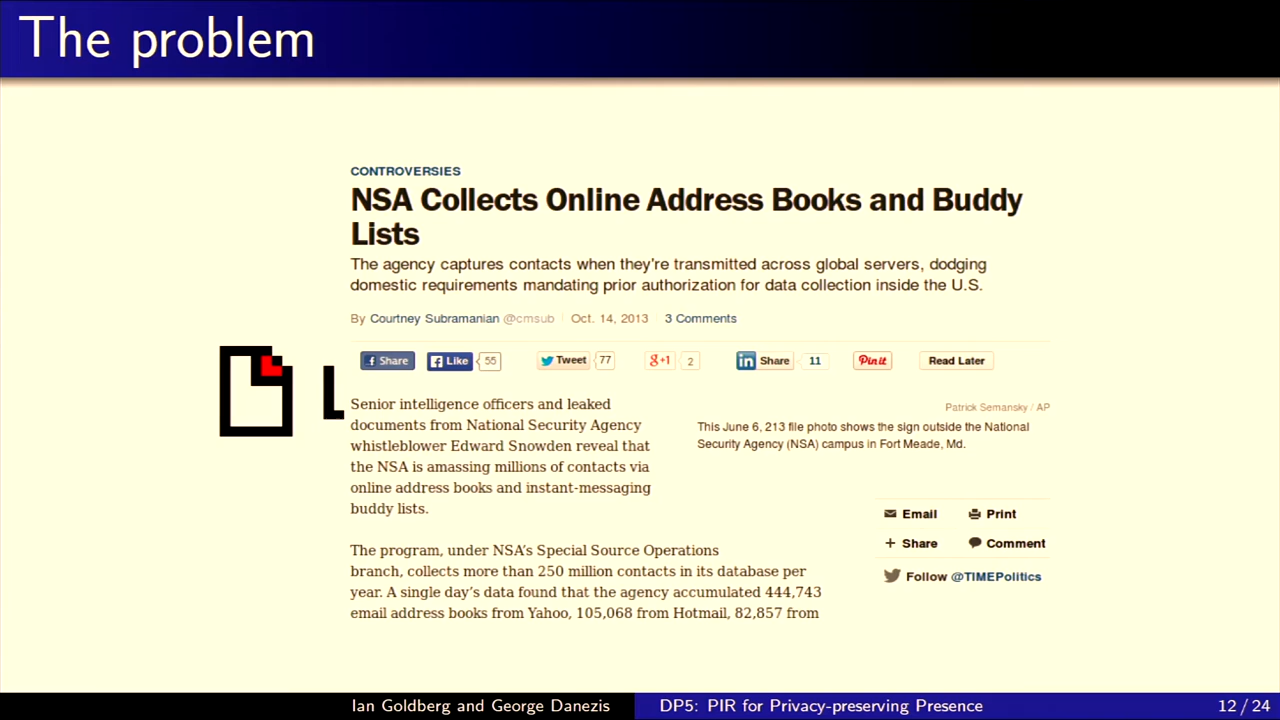 The problem
CONTROVERSIES
NSA Collects Online Address Books and Buddy
Lists
The agency captures contacts when they're transmitted across global servers, dodging
domestic requirements mandating prior authorization for data collection inside the U.S.
By Courtney Subramanian @cmsub Oct. 14, 2013 3 Comments
Share Like 55 Tweet 77 g+1 2 in Share 11 Pin it Read Later
Senior intelligence officers and leaked
documents from National Security Agency
whistleblower Edward Snowden reveal that
the NSA is amassing millions of contacts via
online address books and instant-messaging
buddy lists.
Patrick Semansky / AP
This June 6, 213 file photo shows the sign outside the National
Security Agency (NSA) campus in Fort Meade, Md.
Email Print
+ Share Comment
Follow @TIMEPolitics
The program, under NSA's Special Source Operations
branch, collects more than 250 million contacts in its database per
year. A single day's data found that the agency accumulated 444,743
email address books from Yahoo, 105,068 from Hotmail, 82,857 from
Ian Goldberg and George Danezis DP5: PIR for Privacy-preserving Presence 12 / 24